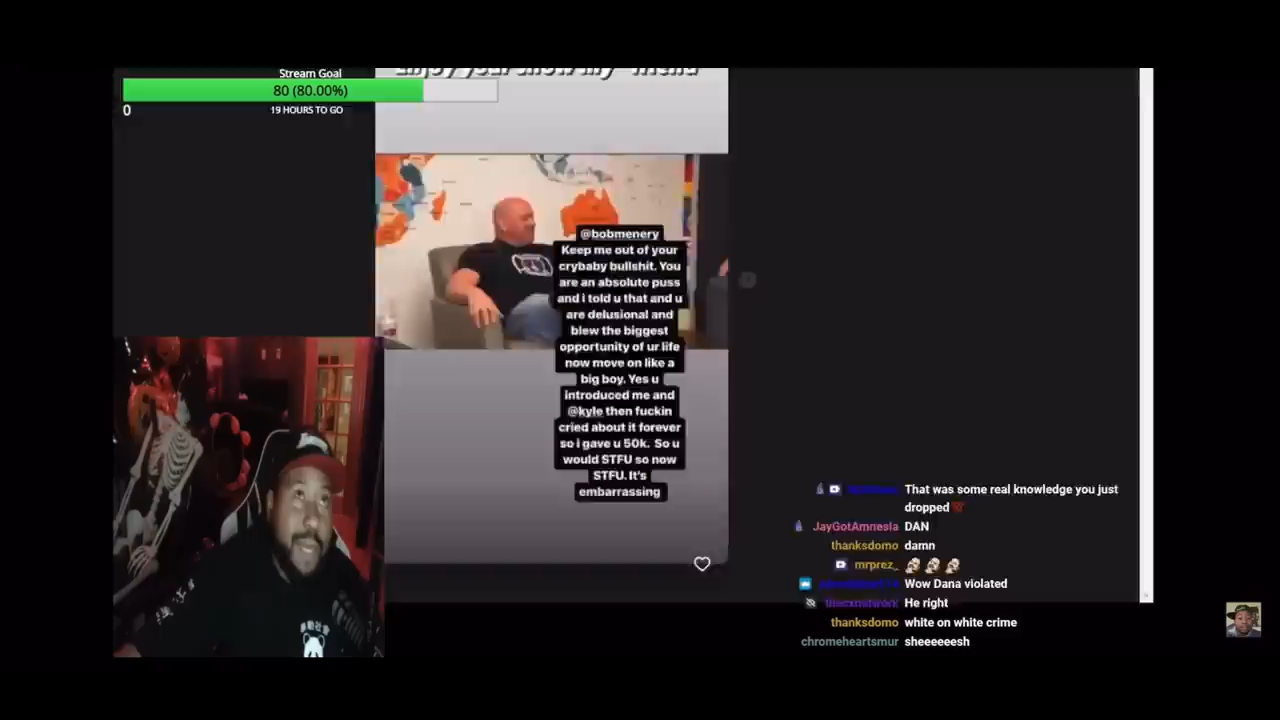 Stream Goal
80 (80.00%)
0
19 HOURS TO GO
@bobmenery
Keep me out of your
crybaby bullshit. You
are an absolute puss
and i told u that and u
are delusional and
blew the biggest
opportunity of ur life
now move on like a
big boy. Yes u
introduced me and
@kyle then fuckin
cried about it forever
so i gave u 50k. So u
would STFU so now
STFU. It's
embarrassing
That was some real knowledge you just
dropped
JayGotAmnesia DAN
thanksdomo damn
mrprez_
Wow Dana violated
He right
thanksdomo white on white crime
chromeheartsmur sheeeeeesh